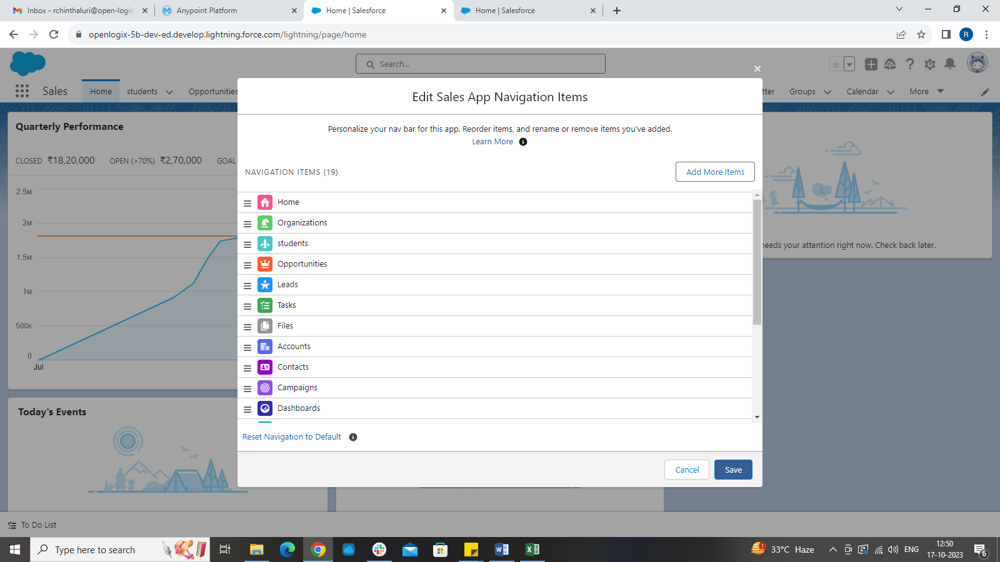 Inbox - rchinthaluri@open-logix
Anypoint Platform
Home | Salesforce
Home | Salesforce
openlogix-5b-dev-ed.develop.lightning.force.com/lightning/page/home
R
Search...
Sales
Home
students
Opportunities
tter
Groups
Calendar
More
Edit Sales App Navigation Items
Personalize your nav bar for this app. Reorder items, and rename or remove items you've added.
Learn More
NAVIGATION ITEMS (19)
Add More Items
Home
Organizations
students
Opportunities
Leads
Tasks
Files
Accounts
Contacts
Campaigns
Dashboards
Reset Navigation to Default
Cancel
Save
Quarterly Performance
CLOSED ₹18,20,000 OPEN (>70%) ₹2,70,000 GOAL
2.5M
2M
1.5M
1M
500K
0
Jul
needs your attention right now. Check back later.
Today's Events
To Do List
Type here to search
1
33°C Haze
ENG
12:50
17-10-2023
6